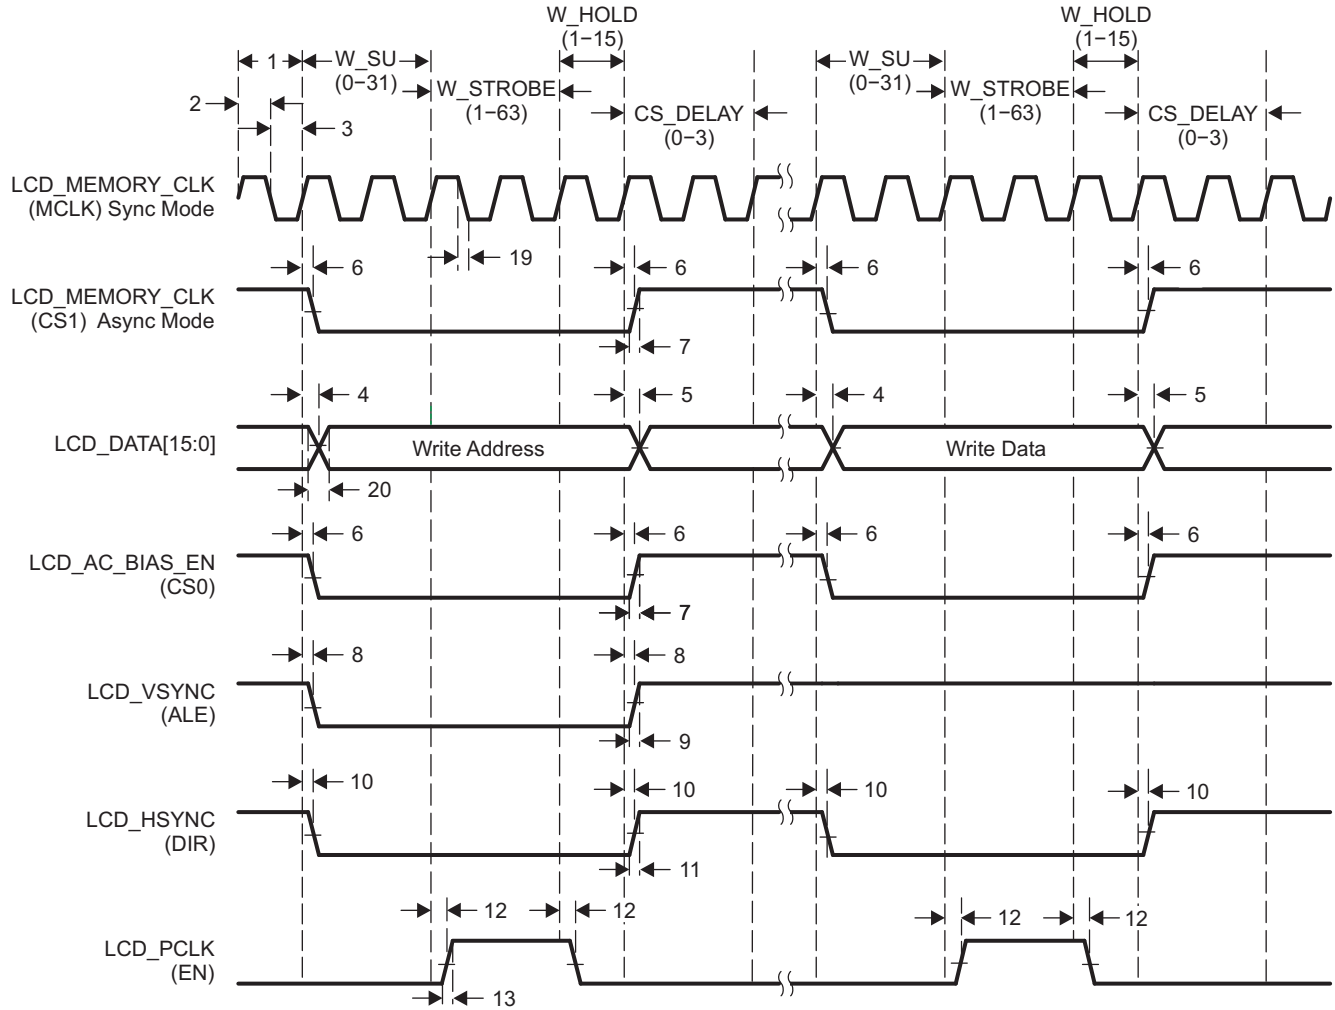 W_HOLD
(1−15)
W_HOLD
(1−15)
1
W_SU
(0−31)
W_SU
(0−31)
2
W_STROBE
(1−63)
CS_DELAY
(0−3)
W_STROBE
(1−63)
CS_DELAY
(0−3)
3
LCD_MEMORY_CLK
(MCLK) Sync Mode
19
6
6
6
6
LCD_MEMORY_CLK
(CS1) Async Mode
7
4
5
4
5
LCD_DATA[15:0]
Write Address
Write Data
20
6
6
6
6
LCD_AC_BIAS_EN
(CS0)
7
8
8
LCD_VSYNC
(ALE)
9
10
10
10
10
LCD_HSYNC
(DIR)
11
12
12
12
12
LCD_PCLK
(EN)
13